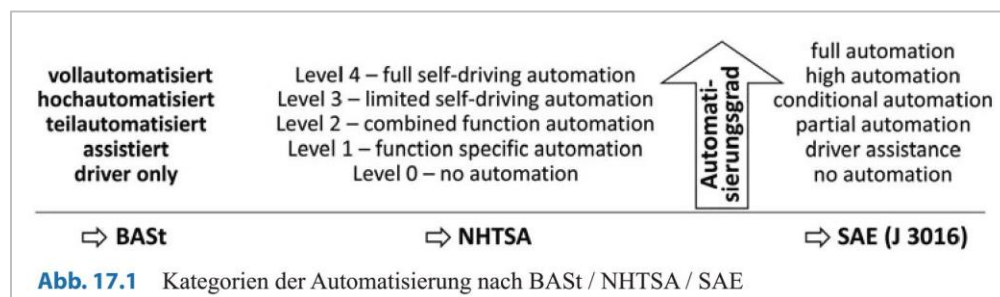 vollautomatisiert
hochautomatisiert
teilautomatisiert
assistiert
driver only
Level 4 – full self-driving automation
Level 3 – limited self-driving automation
Level 2 – combined function automation
Level 1 – function specific automation
Level 0 – no automation
Automati-
sierungsgrad
full automation
high automation
conditional automation
partial automation
driver assistance
no automation
⇨ BASt
⇨ NHTSA
⇨ SAE (J 3016)
Abb. 17.1 Kategorien der Automatisierung nach BASt / NHTSA / SAE